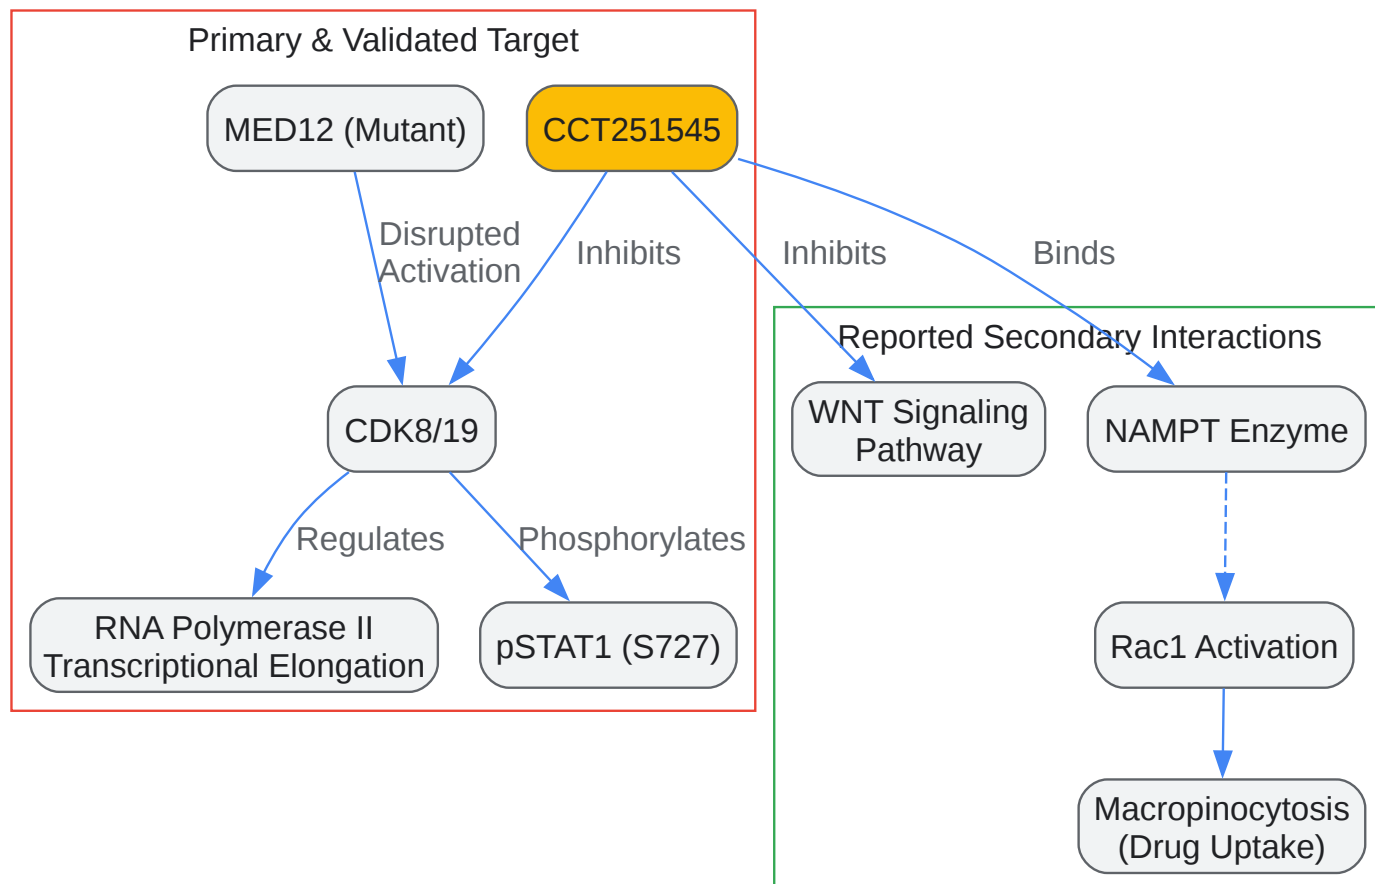 Primary & Validated Target
MED12 (Mutant)
CCT251545
Disrupted
Activation
Inhibits
Inhibits
Binds
Reported Secondary Interactions
CDK8/19
WNT Signaling
Pathway
NAMPT Enzyme
Regulates
Phosphorylates
RNA Polymerase II
Transcriptional Elongation
pSTAT1 (S727)
Rac1 Activation
Macropinocytosis
(Drug Uptake)